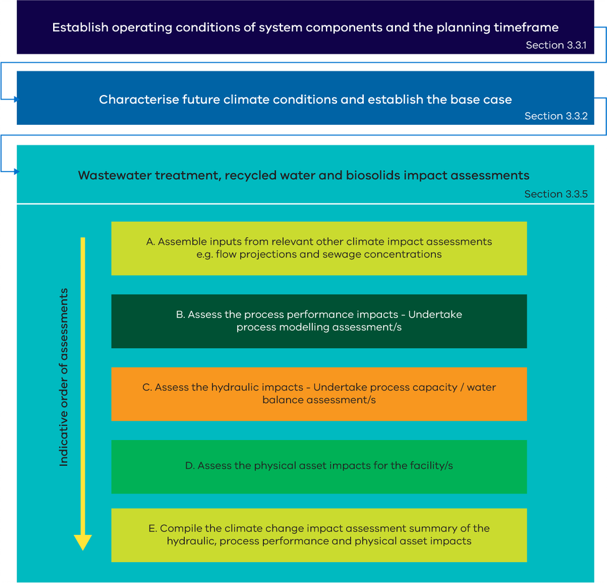 Establish operating conditions of system components and the planning timeframe
Section 3.3.1
Characterise future climate conditions and establish the base case
Section 3.3.2
Wastewater treatment, recycled water and biosolids impact assessments
Section 3.3.5
Indicative order of assessments
A. Assemble inputs from relevant other climate impact assessments
e.g. flow projections and sewage concentrations
B. Assess the process performance impacts - Undertake
process modelling assessment/s
C. Assess the hydraulic impacts - Undertake process capacity / water
balance assessment/s
D. Assess the physical asset impacts for the facility/s
E. Compile the climate change impact assessment summary of the
hydraulic, process performance and physical asset impacts